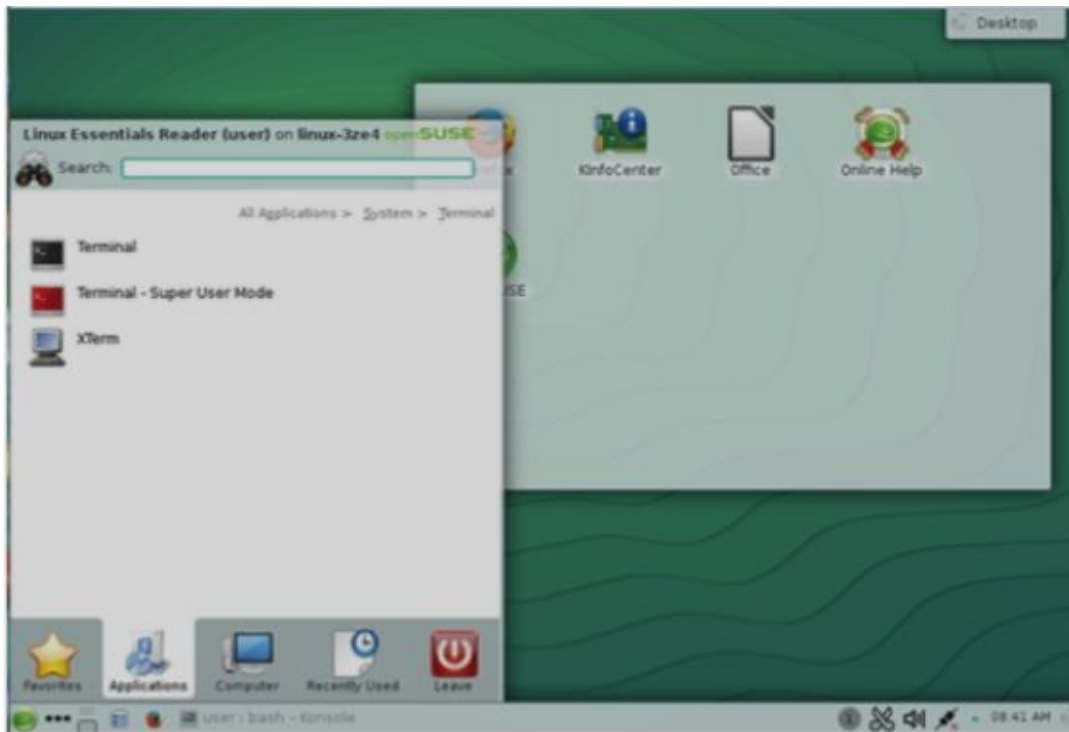 Desktop
Linux Essentials Reader (user) on linux-3ze4 openSUSE
Search:
All Applications > System > Terminal
Terminal
Terminal - Super User Mode
XTerm
KInfoCenter
Office
Online Help
Favorites
Applications
Computer
Recently Used
Leave
user : bash - Konsole
08:41 AM